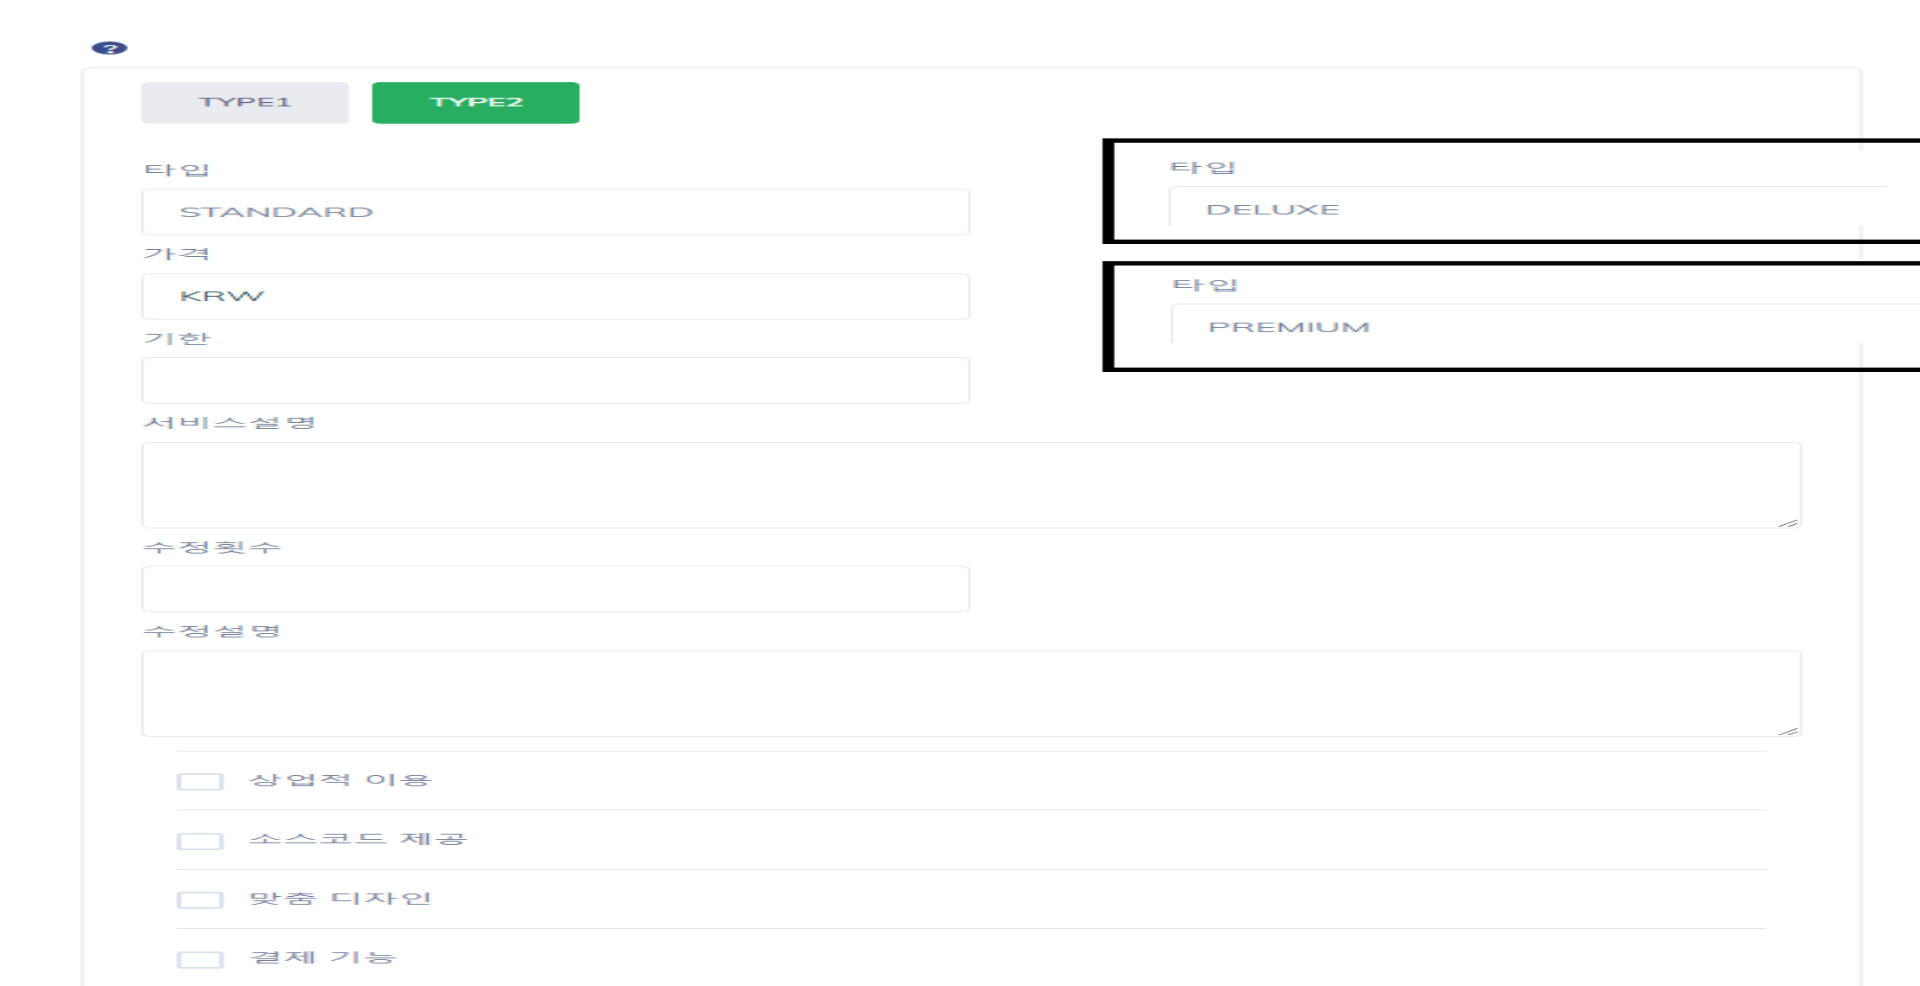 ?
TYPE1 TYPE2
타입
STANDARD
가격
KRW
기한
서비스설명
수정횟수
수정설명
상업적 이용
소스코드 제공
맞춤 디자인
결제 기능
타입
DELUXE
타입
PREMIUM